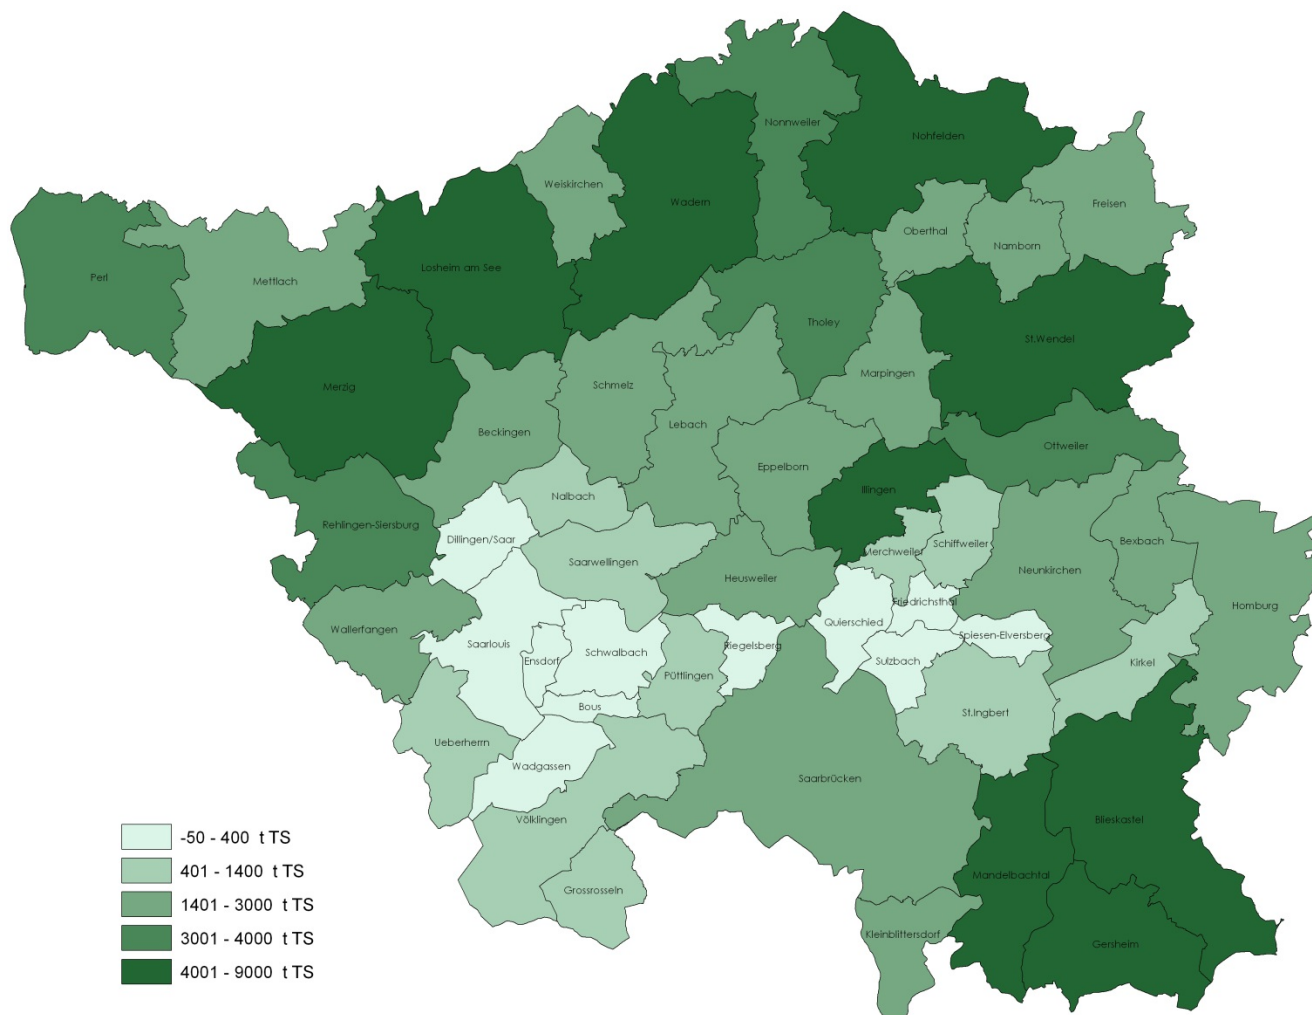 Nonnweiler
Nohfelden
Weiskirchen
Wadern
Freisen
Oberthal
Namborn
Losheim am See
Perl
Mettlach
Tholey
St.Wendel
Merzig
Schmelz
Marpingen
Lebach
Beckingen
Ottweiler
Eppelborn
Illingen
Nalbach
Rehlingen-Siersburg
Dillingen/Saar
Schiffweiler
Merchweiler
Bexbach
Saarwellingen
Neunkirchen
Heusweiler
Friedrichsthal
Homburg
Quierschied
Wallerfangen
Spiesen-Elversberg
Saarlouis
Riegelsberg
Schwalbach
Ensdorf
Sulzbach
Kirkel
Püttlingen
Bous
St.Ingbert
Ueberherrn
Wadgassen
Saarbrücken
Völklingen
Blieskastel
Mandelbachtal
Grossrosseln
Kleinblittersdorf
Gersheim
-50 - 400 t TS
401 - 1400 t TS
1401 - 3000 t TS
3001 - 4000 t TS
4001 - 9000 t TS